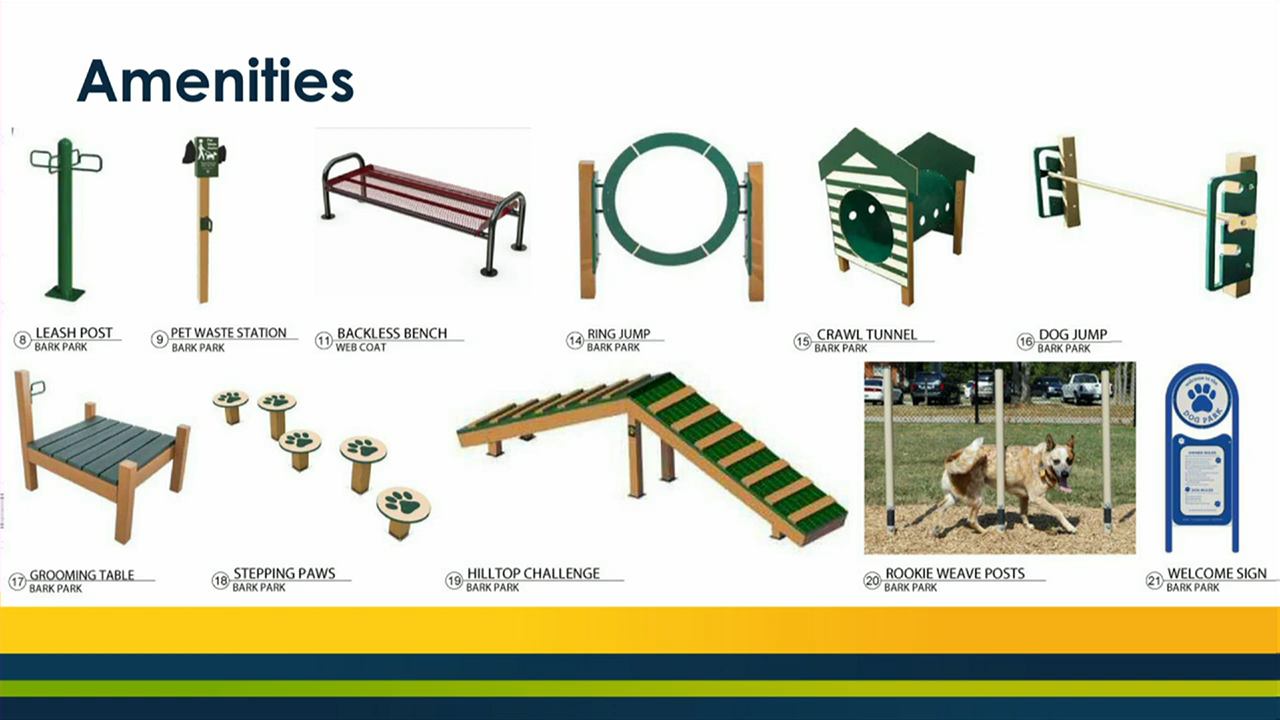 Amenities
8 LEASH POST
BARK PARK
9 PET WASTE STATION
BARK PARK
11 BACKLESS BENCH
WEB COAT
14 RING JUMP
BARK PARK
15 CRAWL TUNNEL
BARK PARK
16 DOG JUMP
BARK PARK
welcome to the
DOG PARK
17 GROOMING TABLE
BARK PARK
18 STEPPING PAWS
BARK PARK
19 HILLTOP CHALLENGE
BARK PARK
20 ROOKIE WEAVE POSTS
BARK PARK
21 WELCOME SIGN
BARK PARK